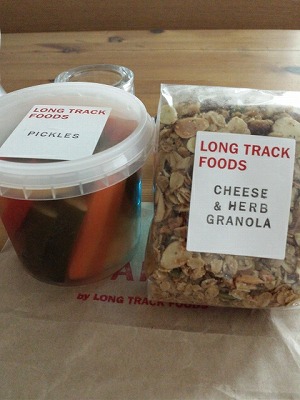 LONG TRACK
FOODS
PICKLES
LONG TRACK
FOODS
CHEESE
& HERB
GRANOLA
by LONG TRACK FOODS